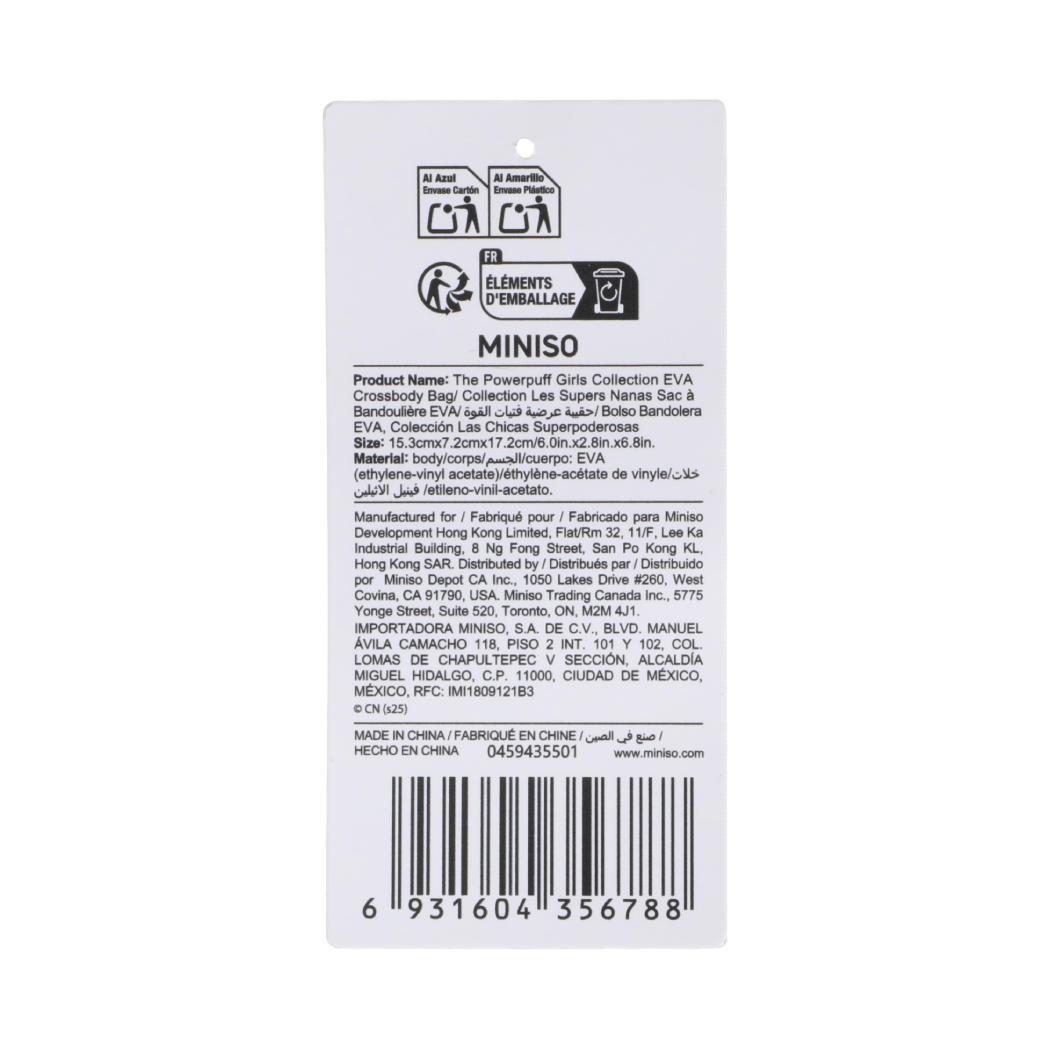 Al Azul
Envase Cartón
Al Amarillo
Envase Plástico
FR
ÉLÉMENTS
D'EMBALLAGE
MINISO
Product Name: The Powerpuff Girls Collection EVA
Crossbody Bag/ Collection Les Supers Nanas Sac à
Bandoulière EVA/ حقيبة عرضية فتيات القوة/ Bolso Bandolera
EVA, Colección Las Chicas Superpoderosas
Size: 15.3cmx7.2cmx17.2cm/6.0in.x2.8in.x6.8in.
Material: body/corps/الجسم/cuerpo: EVA
(ethylene-vinyl acetate)/éthylène-acétate de vinyle/خلات
فينيل الاثيلين /etileno-vinil-acetato.
Manufactured for / Fabriqué pour / Fabricado para Miniso
Development Hong Kong Limited, Flat/Rm 32, 11/F, Lee Ka
Industrial Building, 8 Ng Fong Street, San Po Kong KL,
Hong Kong SAR. Distributed by / Distribués par / Distribuido
por Miniso Depot CA Inc., 1050 Lakes Drive #260, West
Covina, CA 91790, USA. Miniso Trading Canada Inc., 5775
Yonge Street, Suite 520, Toronto, ON, M2M 4J1.
IMPORTADORA MINISO, S.A. DE C.V., BLVD. MANUEL
ÁVILA CAMACHO 118, PISO 2 INT. 101 Y 102, COL.
LOMAS DE CHAPULTEPEC V SECCIÓN, ALCALDÍA
MIGUEL HIDALGO, C.P. 11000, CIUDAD DE MÉXICO,
MÉXICO, RFC: IMI1809121B3
© CN (s25)
MADE IN CHINA / FABRIQUÉ EN CHINE / صنع في الصين /
HECHO EN CHINA 0459435501 www.miniso.com
6 931604 356788